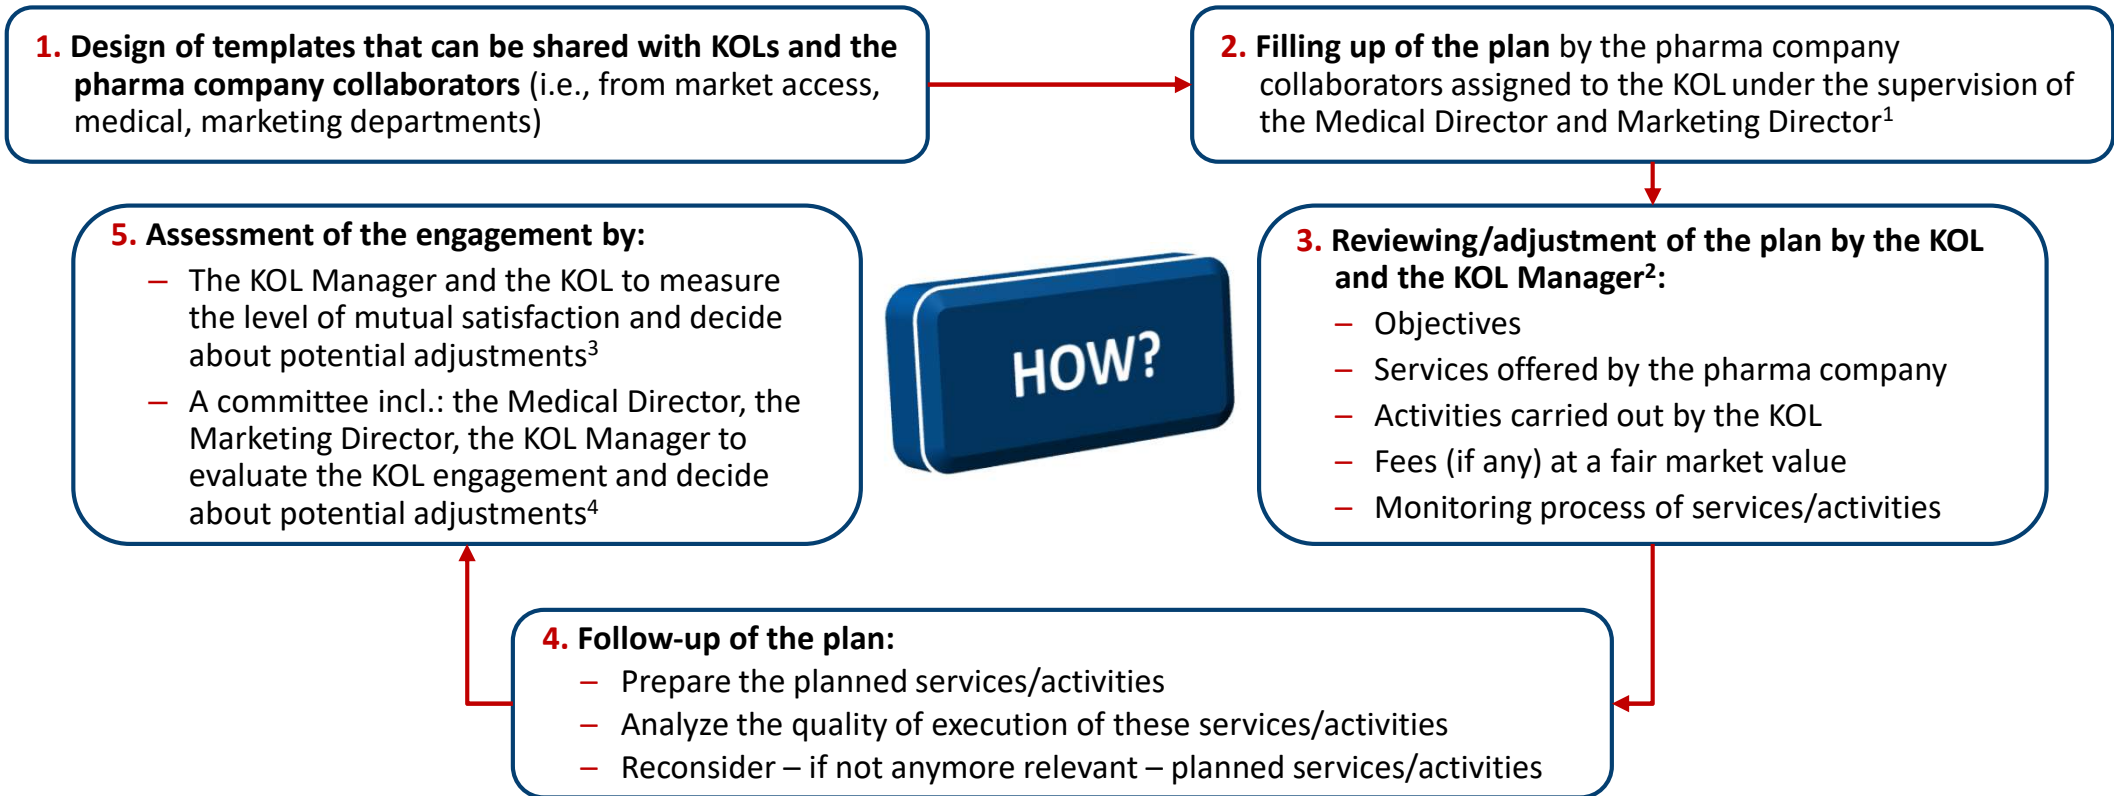 1. Design of templates that can be shared with KOLs and the
pharma company collaborators (i.e., from market access,
medical, marketing departments)
2. Filling up of the plan by the pharma company
collaborators assigned to the KOL under the supervision of
the Medical Director and Marketing Director¹
3. Reviewing/adjustment of the plan by the KOL
and the KOL Manager²:
– Objectives
– Services offered by the pharma company
– Activities carried out by the KOL
– Fees (if any) at a fair market value
– Monitoring process of services/activities
4. Follow-up of the plan:
– Prepare the planned services/activities
– Analyze the quality of execution of these services/activities
– Reconsider – if not anymore relevant – planned services/activities
5. Assessment of the engagement by:
– The KOL Manager and the KOL to measure
the level of mutual satisfaction and decide
about potential adjustments³
– A committee incl.: the Medical Director, the
Marketing Director, the KOL Manager to
evaluate the KOL engagement and decide
about potential adjustments⁴
HOW?